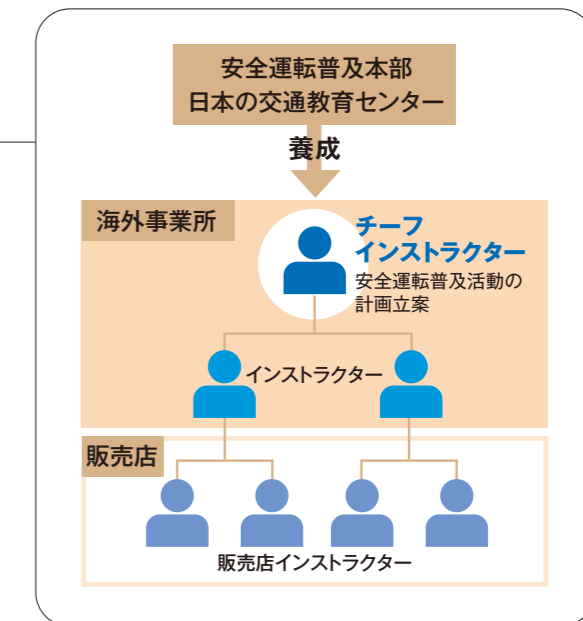 安全運転普及本部
日本の交通教育センター
養成
海外事業所
チーフ
インストラクター
安全運転普及活動の
計画立案
インストラクター
販売店
販売店インストラクター